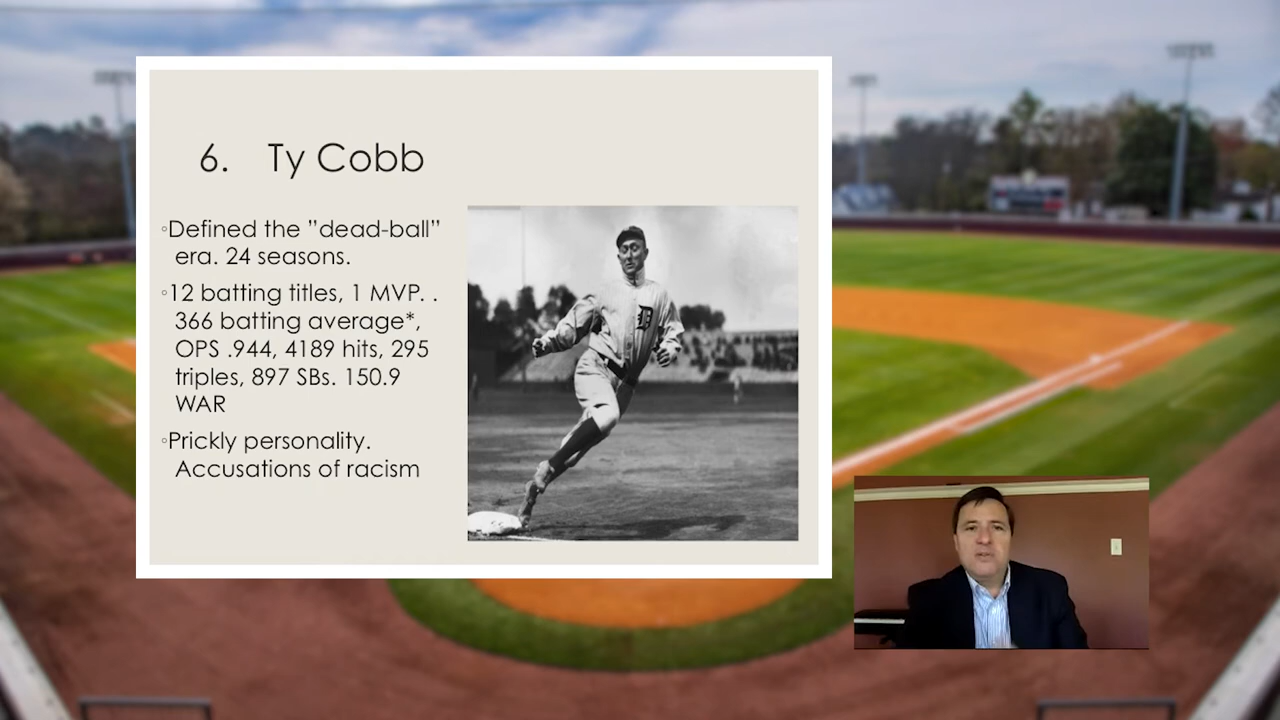 6. Ty Cobb
◦Defined the ”dead-ball”
era. 24 seasons.
◦12 batting titles, 1 MVP. .
366 batting average*,
OPS .944, 4189 hits, 295
triples, 897 SBs. 150.9
WAR
◦Prickly personality.
Accusations of racism
D